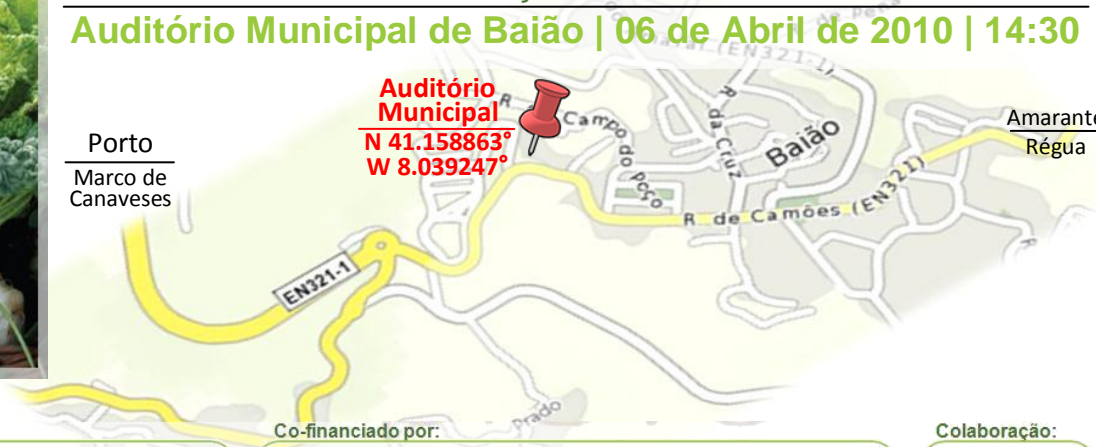 Auditório Municipal de Baião | 06 de Abril de 2010 | 14:30
(EN321-1)
Auditório
Municipal
N 41.158863°
W 8.039247°
Porto
Marco de
Canaveses
Amarante
Régua
R Campo do Poço
R da Cruz
Baião
R de Camões (EN321)
EN321-1
Prado
Co-financiado por:
Colaboração: